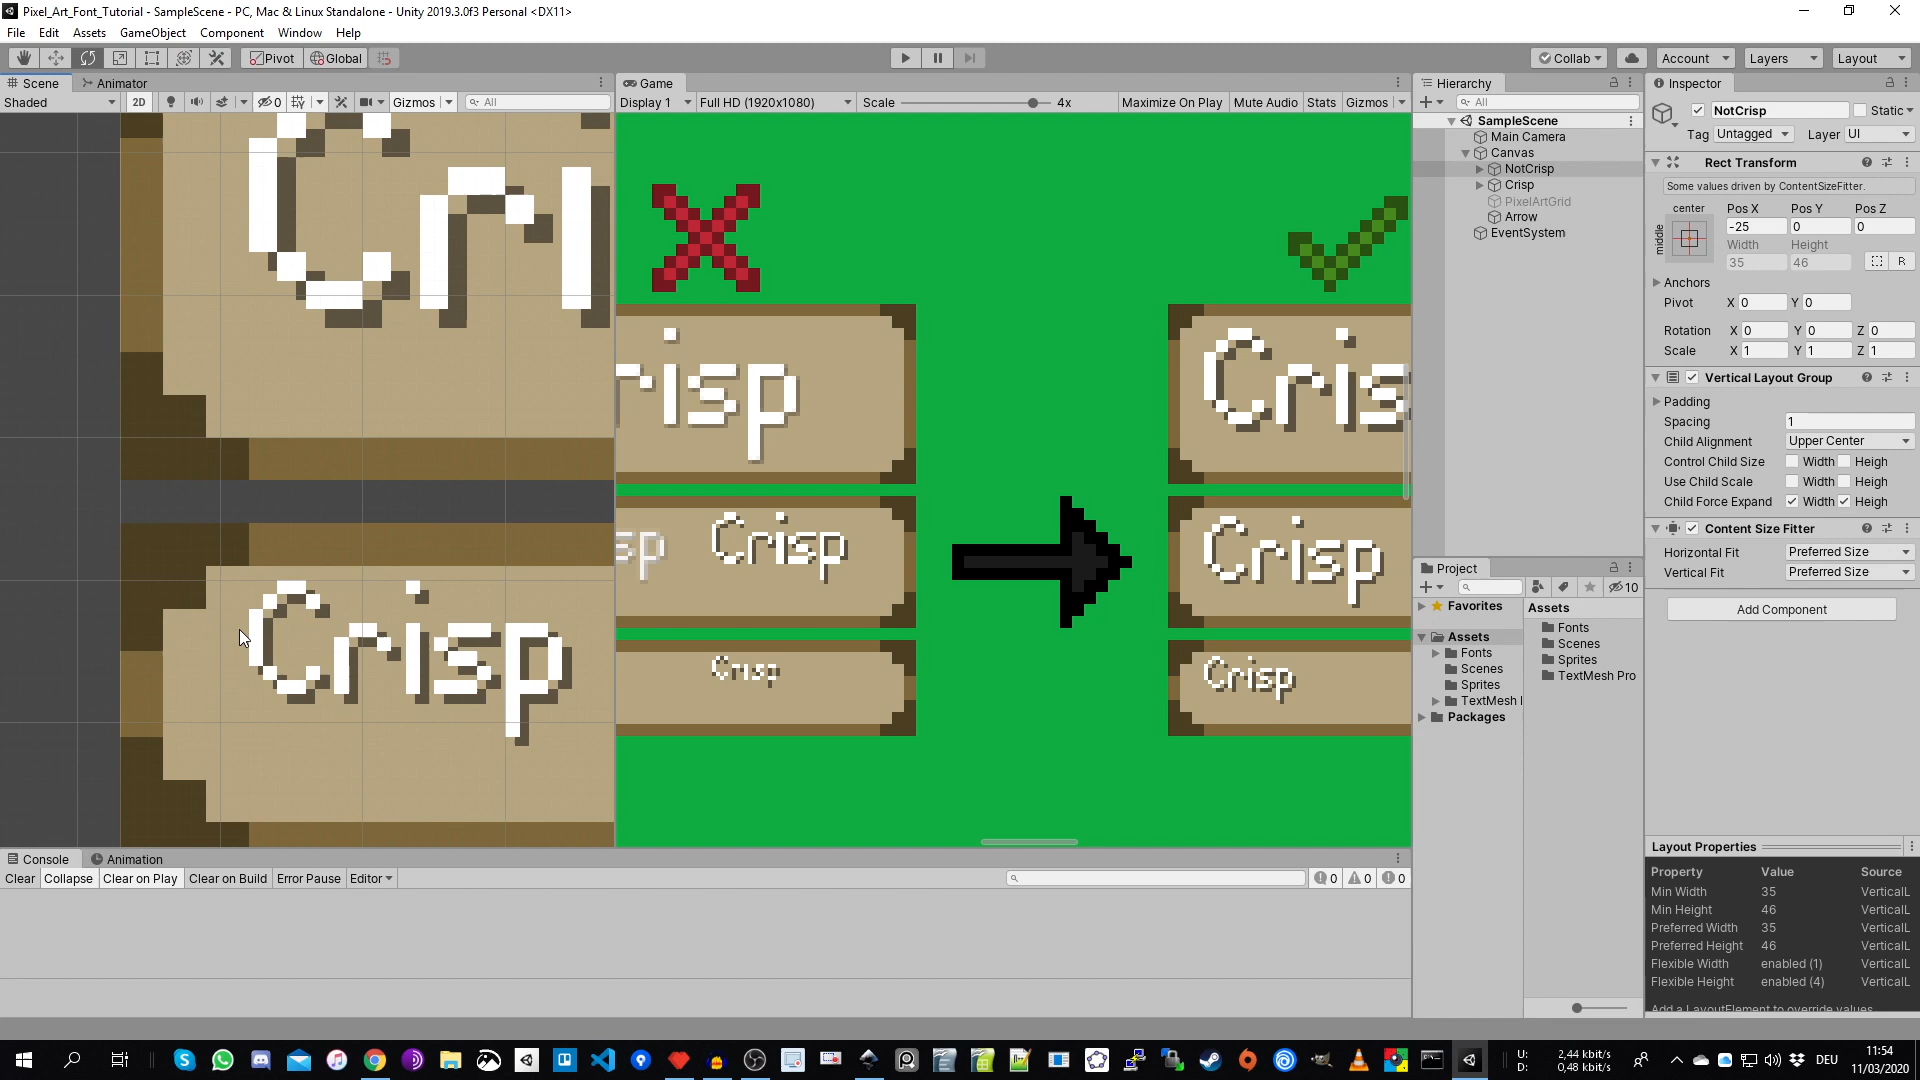 Pixel_Art_Font_Tutorial - SampleScene - PC, Mac & Linux Standalone - Unity 2019.3.0f3 Personal <DX11>
File Edit Assets GameObject Component Window Help
Pivot Global Collab Account Layers Layout
Scene Animator
Shaded 2D 0 Gizmos All
Cri
Crisp
Game
Display 1 Full HD (1920x1080) Scale 4x Maximize On Play Mute Audio Stats Gizmos
risp Cris
sp Crisp Crisp
Crisp Crisp
Hierarchy
All
SampleScene
Main Camera
Canvas
NotCrisp
Crisp
PixelArtGrid
Arrow
EventSystem
Project
10
Favorites
Assets
Fonts
Scenes
Sprites
TextMesh
Packages
Assets
Fonts
Scenes
Sprites
TextMesh Pro
Inspector
NotCrisp Static
Tag Untagged Layer UI
Rect Transform
Some values driven by ContentSizeFitter.
center Pos X Pos Y Pos Z
middle -25 0 0
Width Height
35 46 R
Anchors
Pivot X 0 Y 0
Rotation X 0 Y 0 Z 0
Scale X 1 Y 1 Z 1
Vertical Layout Group
Padding
Spacing 1
Child Alignment Upper Center
Control Child Size Width Heigh
Use Child Scale Width Heigh
Child Force Expand Width Heigh
Content Size Fitter
Horizontal Fit Preferred Size
Vertical Fit Preferred Size
Add Component
Layout Properties
Property Value Source
Min Width 35 VerticalL
Min Height 46 VerticalL
Preferred Width 35 VerticalL
Preferred Height 46 VerticalL
Flexible Width enabled (1) VerticalL
Flexible Height enabled (4) VerticalL
Add a LayoutElement to override values
Console Animation
Clear Collapse Clear on Play Clear on Build Error Pause Editor 0 0 0
U: 2,44 kbit/s
D: 0,48 kbit/s
DEU
11:54
11/03/2020